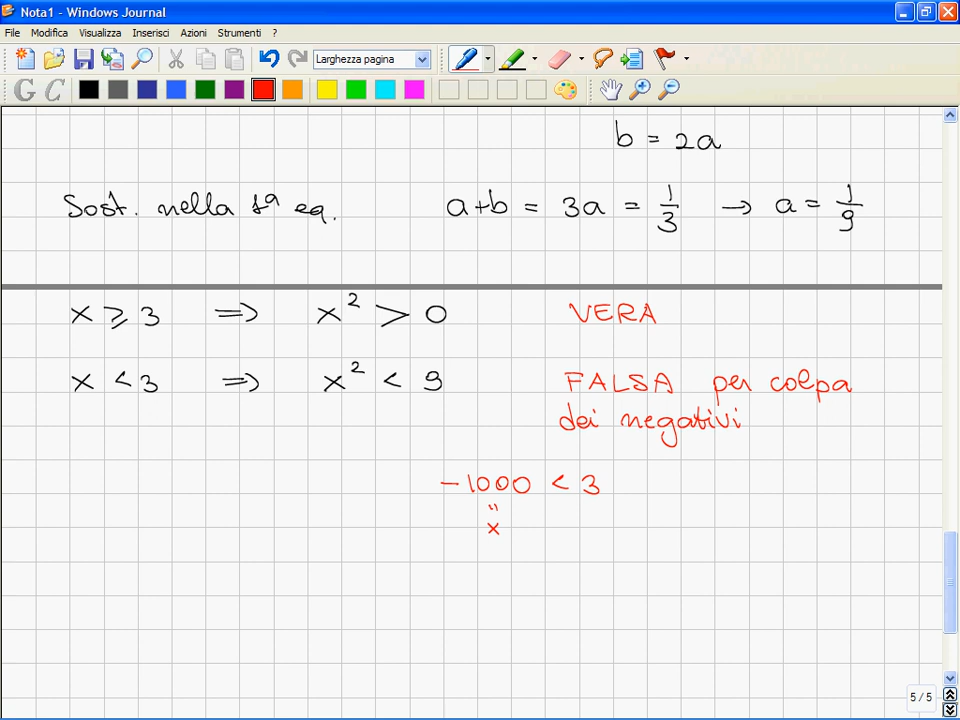 Nota1 - Windows Journal
File Modifica Visualizza Inserisci Azioni Strumenti ?
Larghezza pagina
G C
b = 2a
Sost. nella 1ª eq. a+b = 3a = 1/3 → a = 1/9
x ⩾ 3 ⇒ x² > 0 VERA
x < 3 ⇒ x² < 9 FALSA per colpa
dei negativi
-1000 < 3
"
x
5 / 5